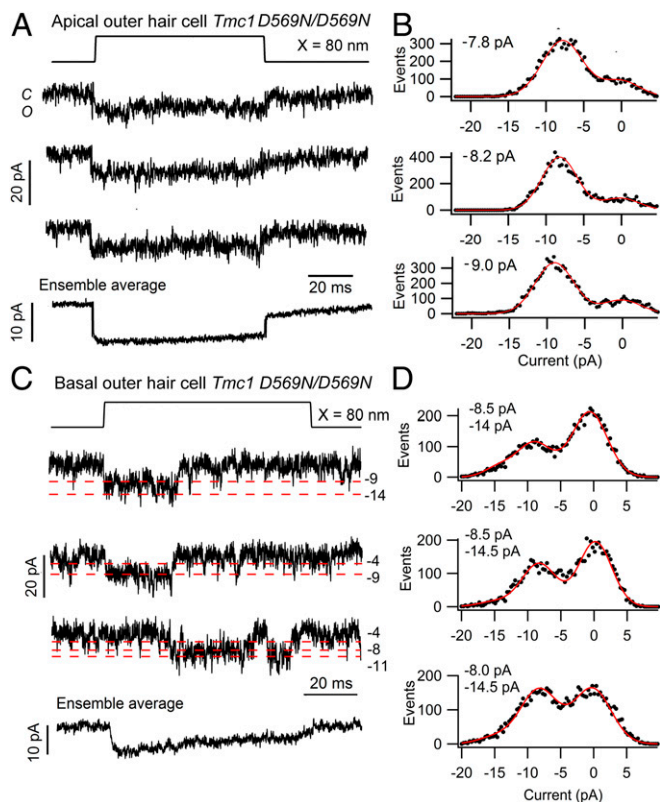 A
Apical outer hair cell Tmc1 D569N/D569N
X = 80 nm
C
O
20 pA
20 ms
Ensemble average
10 pA
B
-7.8 pA
300
200
100
0
Events
-20 -15 -10 -5 0
-8.2 pA
400
200
0
Events
-20 -15 -10 -5 0
-9.0 pA
300
200
100
0
Events
-20 -15 -10 -5 0
Current (pA)
C
Basal outer hair cell Tmc1 D569N/D569N
X = 80 nm
-9
-14
-4
-9
20 pA
-4
-8
-11
20 ms
Ensemble average
10 pA
D
-8.5 pA
-14 pA
200
100
0
Events
-20 -15 -10 -5 0 5
-8.5 pA
-14.5 pA
200
100
0
Events
-20 -15 -10 -5 0 5
-8.0 pA
-14.5 pA
200
100
0
Events
-20 -15 -10 -5 0 5
Current (pA)